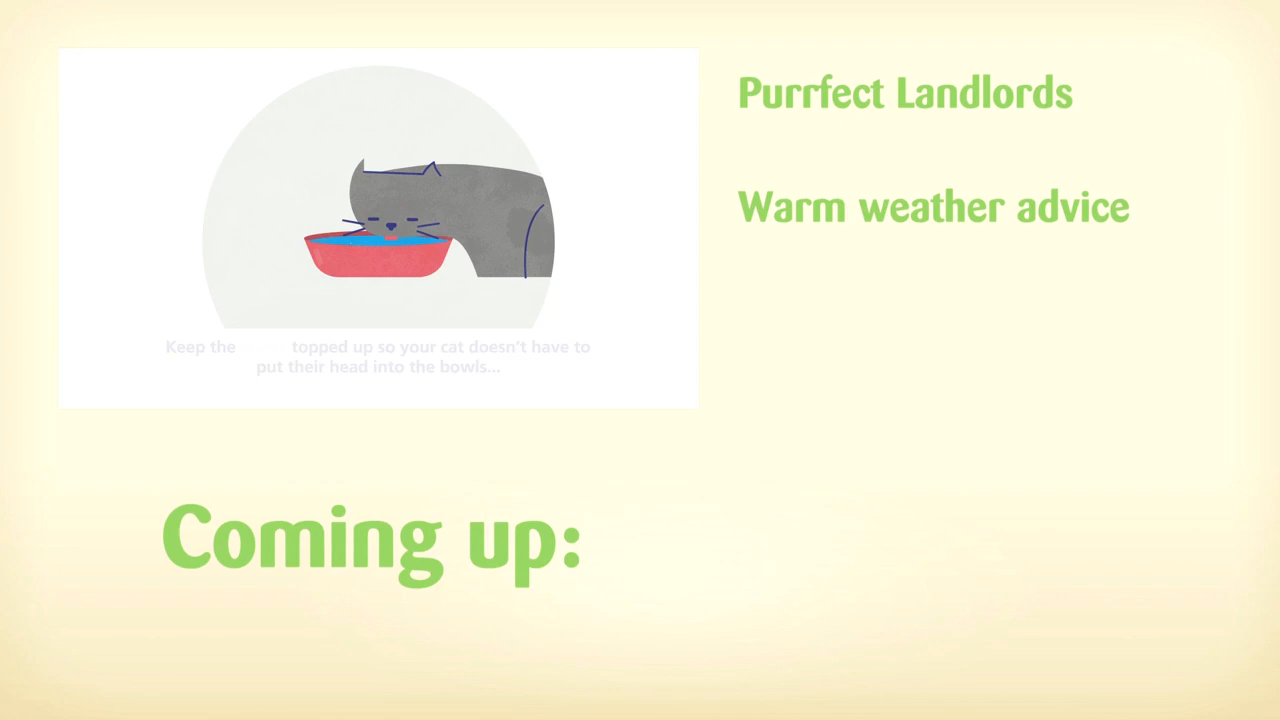 Purrfect Landlords
Warm weather advice
Keep the topped up so your cat doesn't have to
put their head into the bowls...
Coming up: